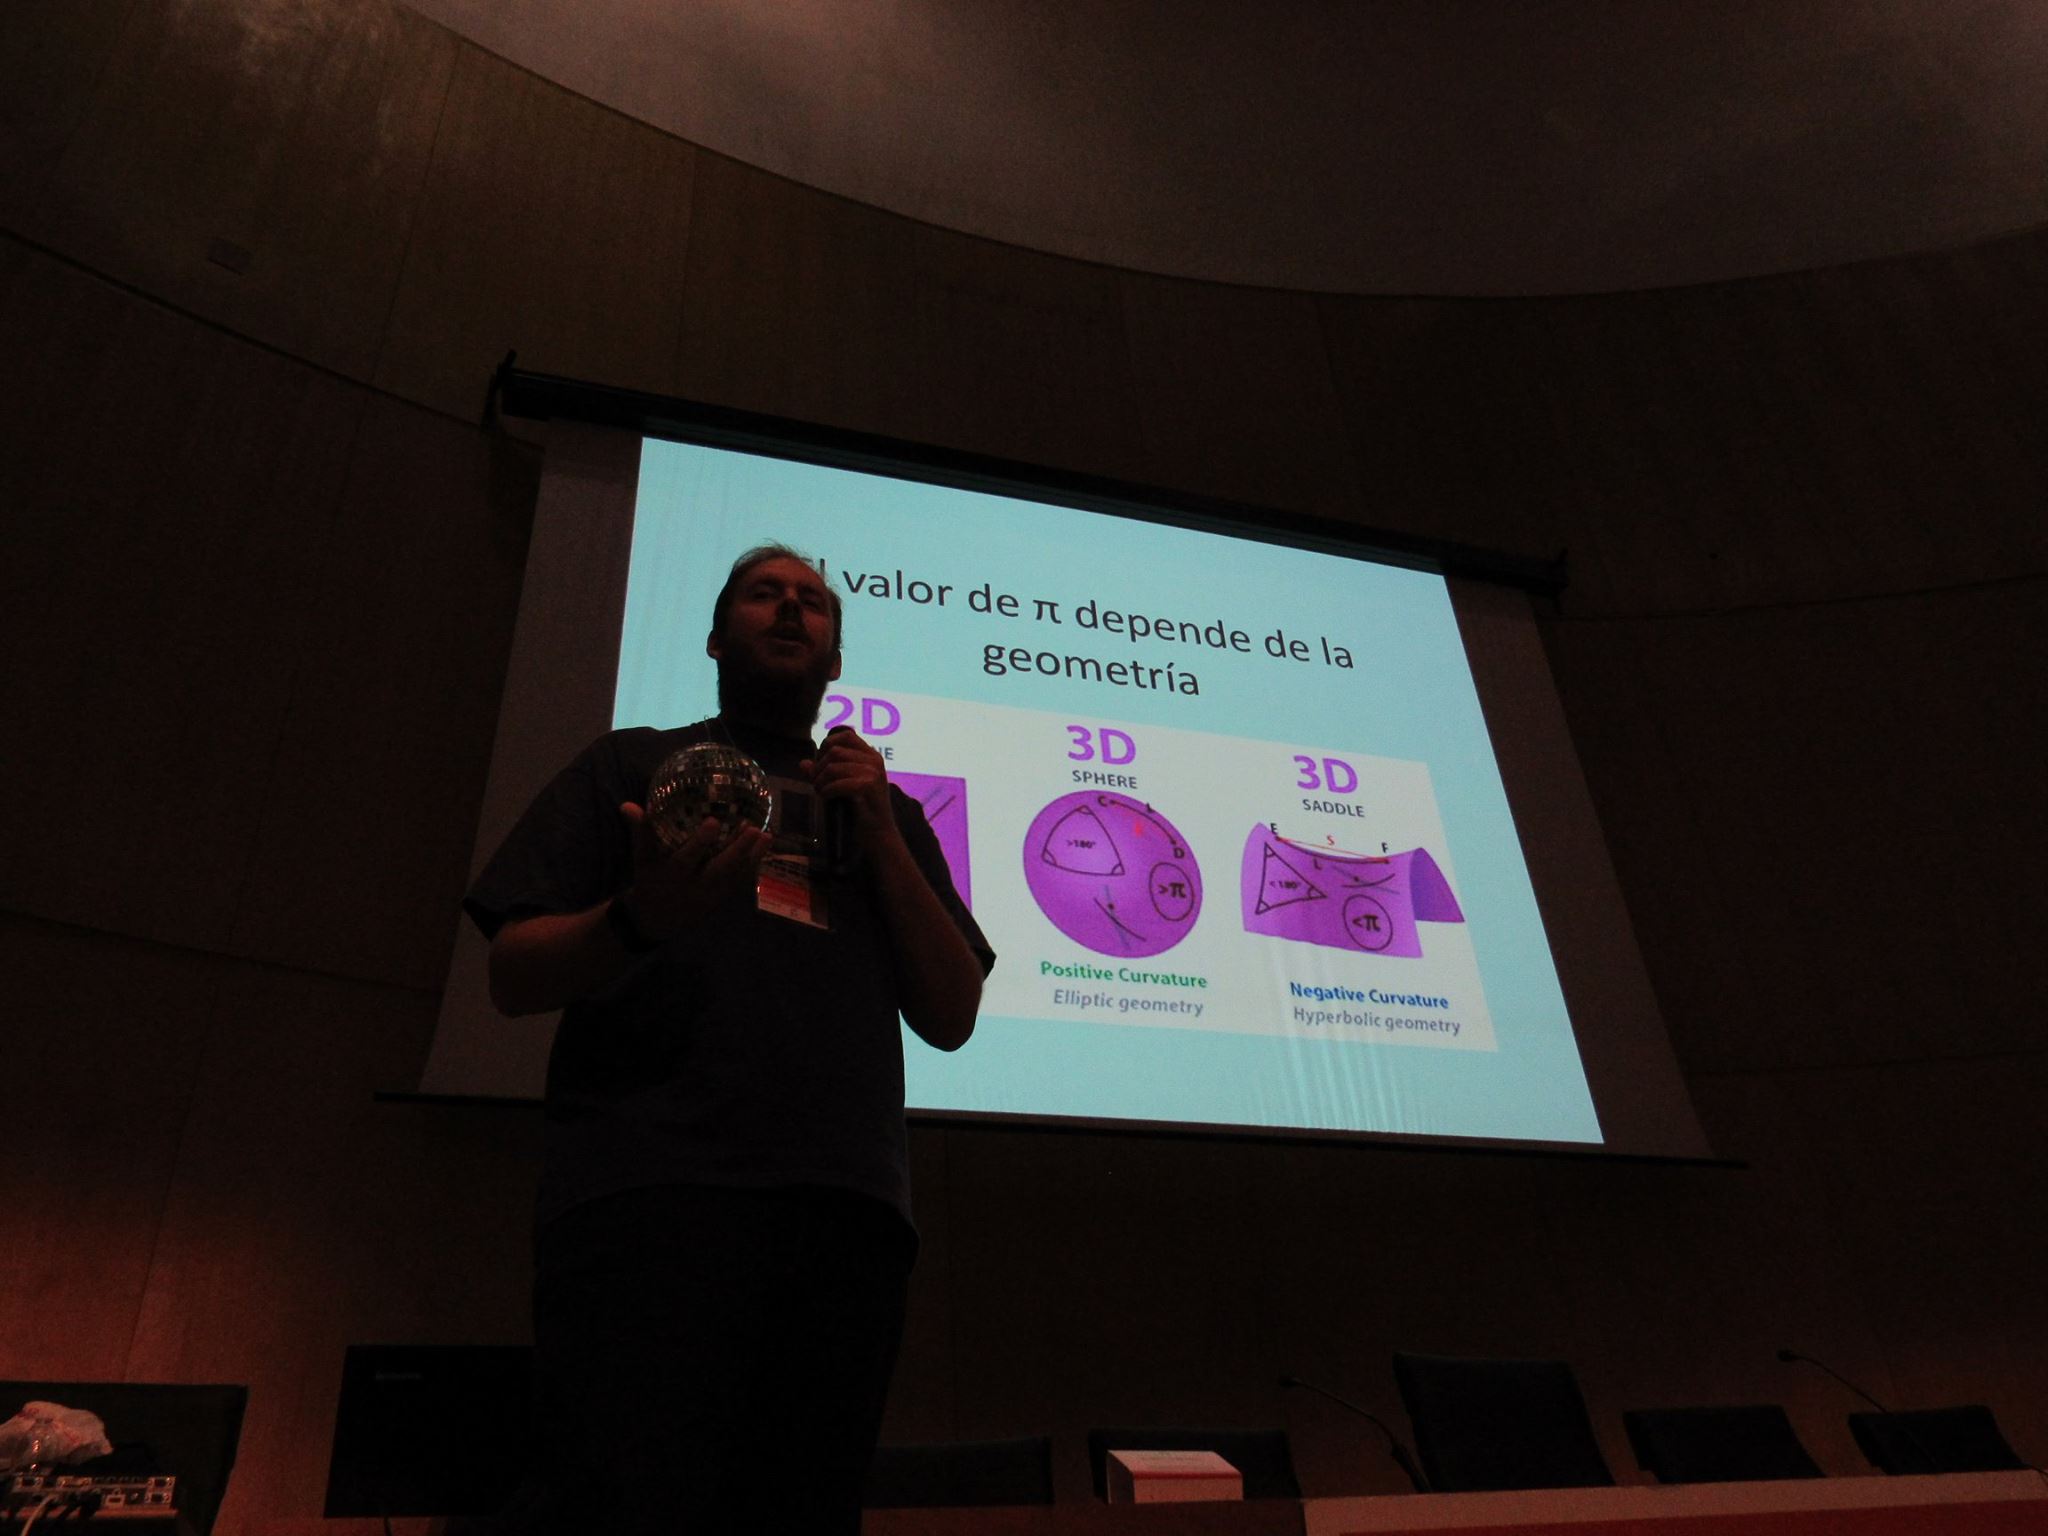 valor de π depende de la
geometría
2D
3D
SPHERE
3D
SADDLE
C
L
D
>180°
>π
E
S
F
L
<180°
<π
Positive Curvature
Elliptic geometry
Negative Curvature
Hyperbolic geometry